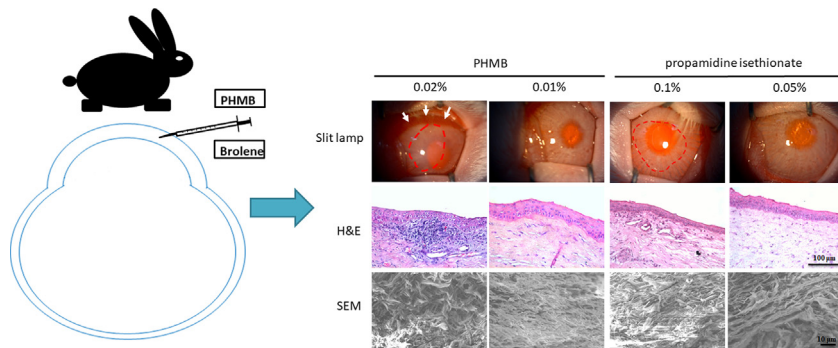 PHMB
Brolene
PHMB propamidine isethionate
0.02% 0.01% 0.1% 0.05%
Slit lamp
H&E
100 µm
SEM
10 µm